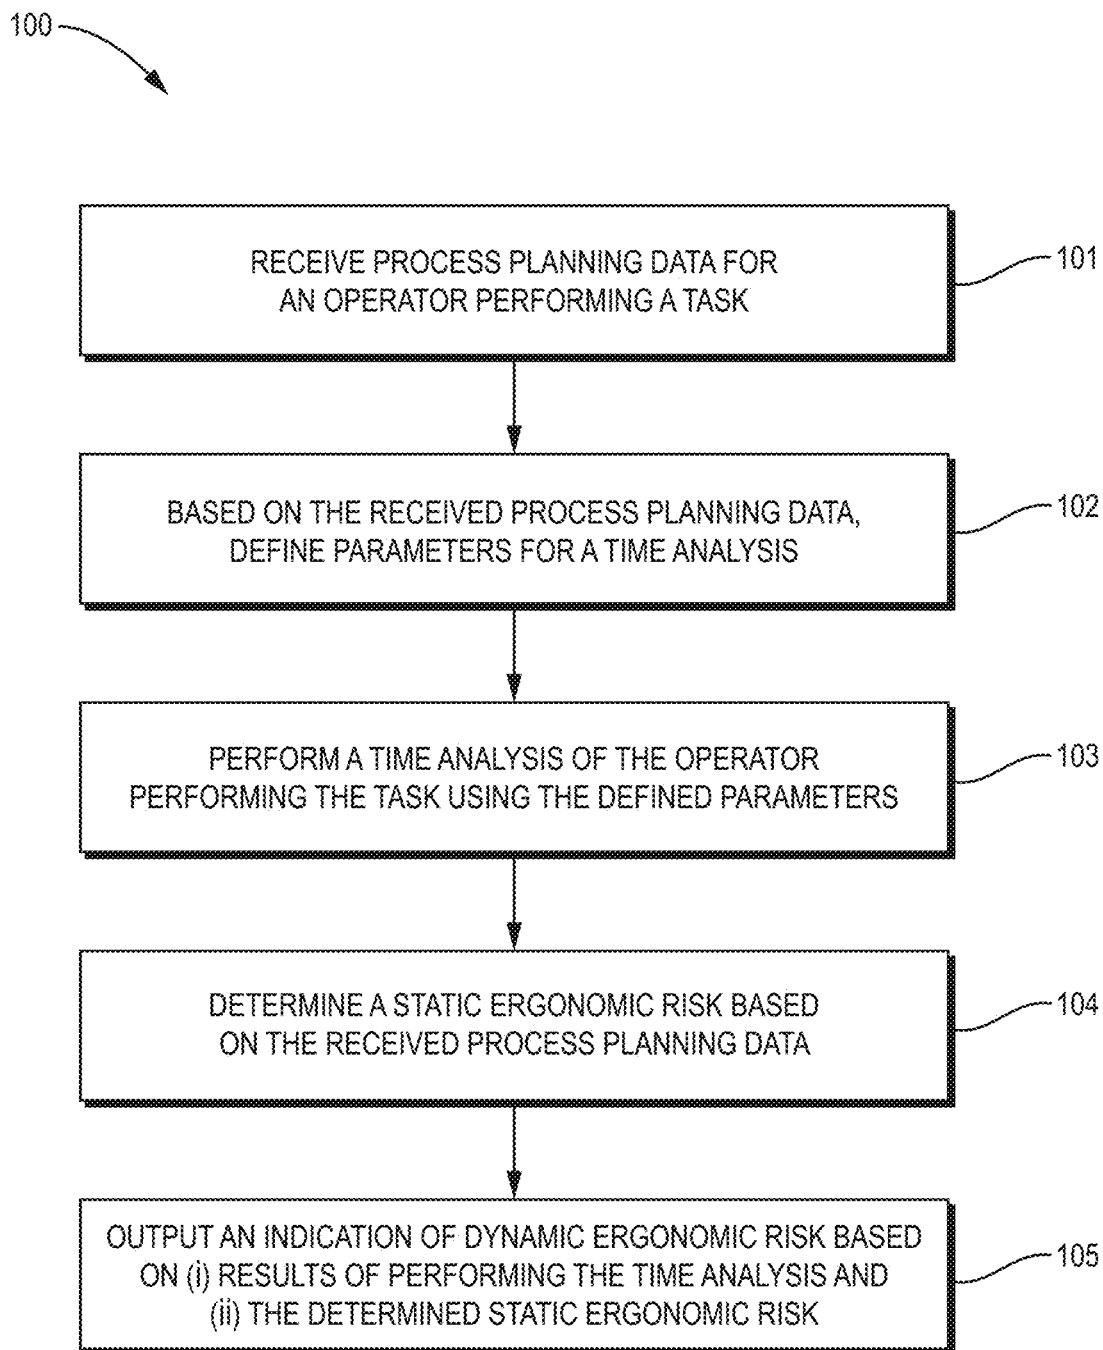 100
RECEIVE PROCESS PLANNING DATA FOR
AN OPERATOR PERFORMING A TASK
101
BASED ON THE RECEIVED PROCESS PLANNING DATA,
DEFINE PARAMETERS FOR A TIME ANALYSIS
102
PERFORM A TIME ANALYSIS OF THE OPERATOR
PERFORMING THE TASK USING THE DEFINED PARAMETERS
103
DETERMINE A STATIC ERGONOMIC RISK BASED
ON THE RECEIVED PROCESS PLANNING DATA
104
OUTPUT AN INDICATION OF DYNAMIC ERGONOMIC RISK BASED
ON (i) RESULTS OF PERFORMING THE TIME ANALYSIS AND
(ii) THE DETERMINED STATIC ERGONOMIC RISK
105